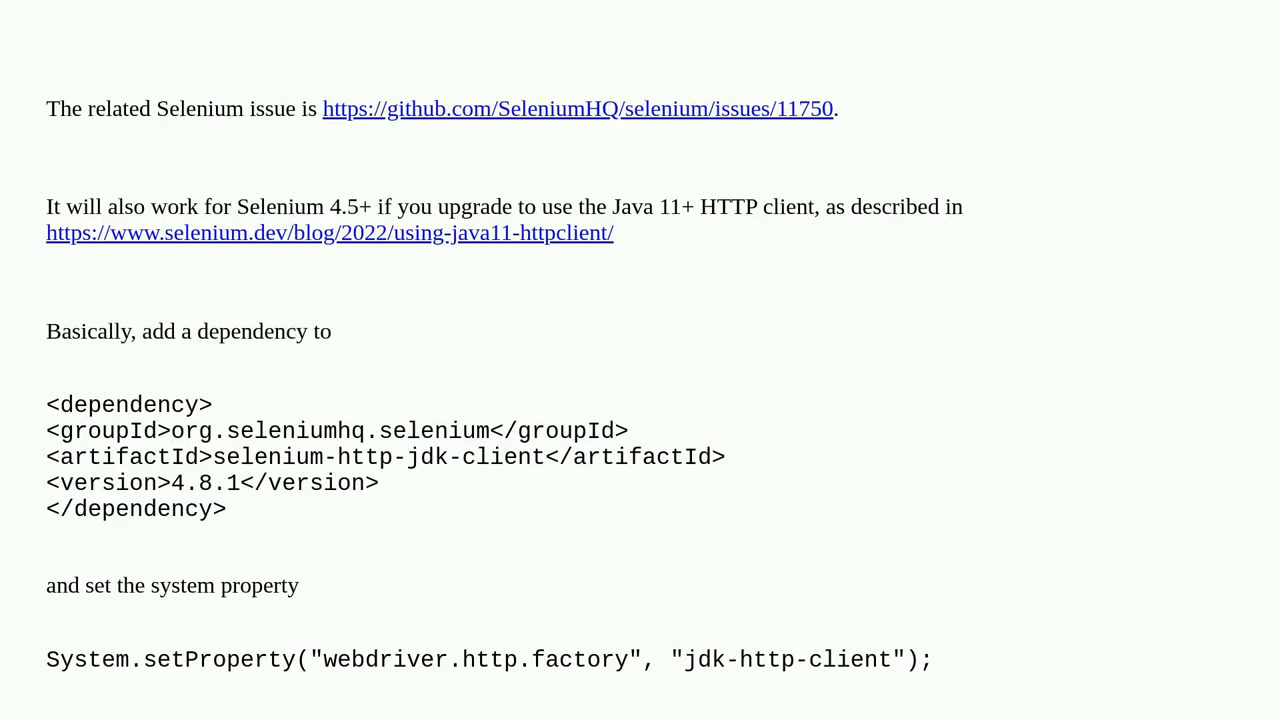 The related Selenium issue is https://github.com/SeleniumHQ/selenium/issues/11750.
It will also work for Selenium 4.5+ if you upgrade to use the Java 11+ HTTP client, as described in
https://www.selenium.dev/blog/2022/using-java11-httpclient/
Basically, add a dependency to
<dependency>
<groupId>org.seleniumhq.selenium</groupId>
<artifactId>selenium-http-jdk-client</artifactId>
<version>4.8.1</version>
</dependency>
and set the system property
System.setProperty("webdriver.http.factory", "jdk-http-client");